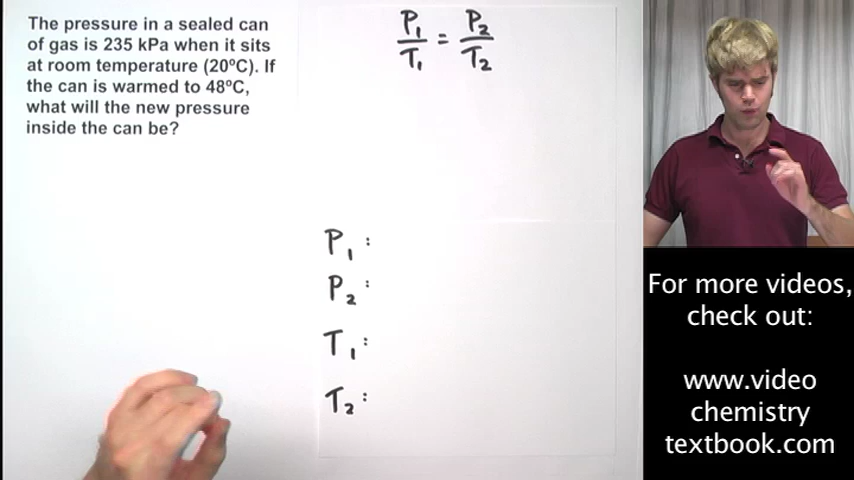 The pressure in a sealed can
of gas is 235 kPa when it sits
at room temperature (20ºC). If
the can is warmed to 48ºC,
what will the new pressure
inside the can be?
P₁/T₁ = P₂/T₂
P₁ :
P₂ :
T₁ :
T₂ :
For more videos,
check out:
www.video
chemistry
textbook.com